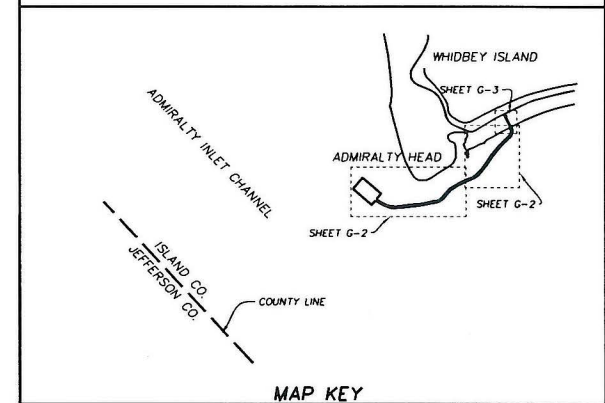 WHIDBEY ISLAND
SHEET G-3
ADMIRALTY INLET CHANNEL
ADMIRALTY HEAD
SHEET G-2
SHEET G-2
ISLAND CO.
JEFFERSON CO.
COUNTY LINE
MAP KEY